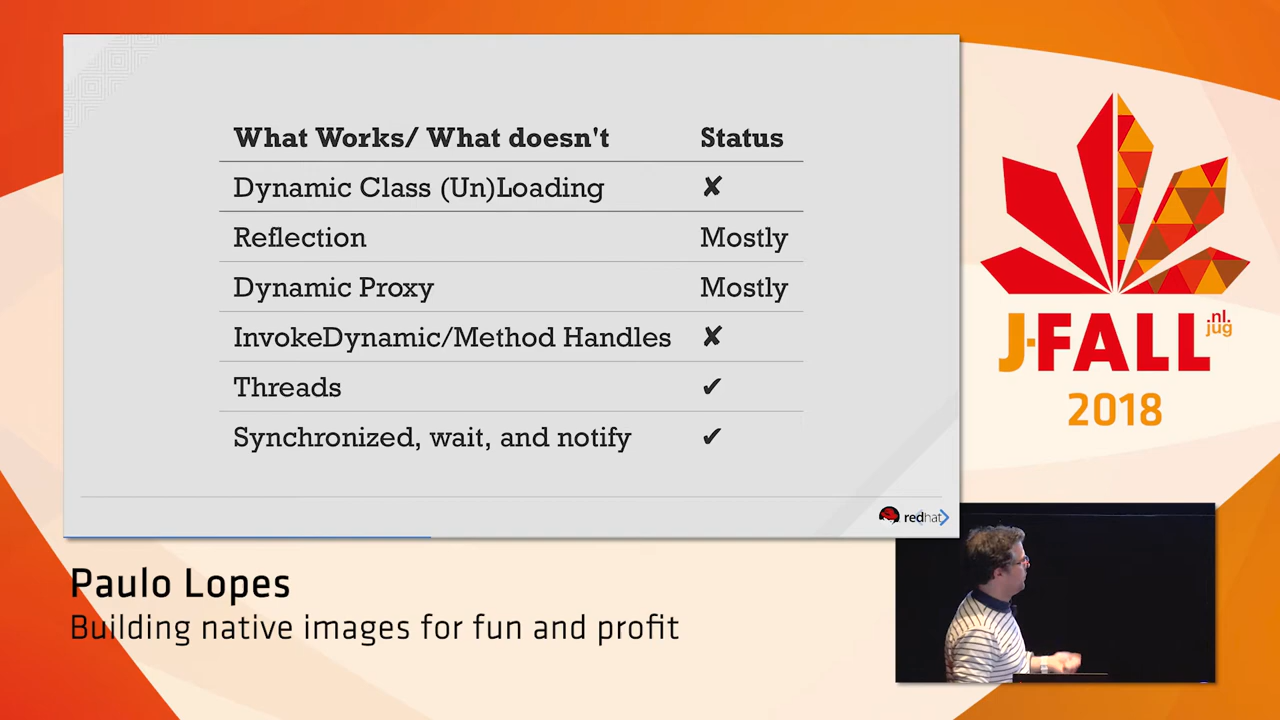 What Works/ What doesn't Status
Dynamic Class (Un)Loading ✘
Reflection Mostly
Dynamic Proxy Mostly
InvokeDynamic/Method Handles ✘
Threads ✔
Synchronized, wait, and notify ✔
redhat
J-FALL
nl.
jug
2018
Paulo Lopes
Building native images for fun and profit